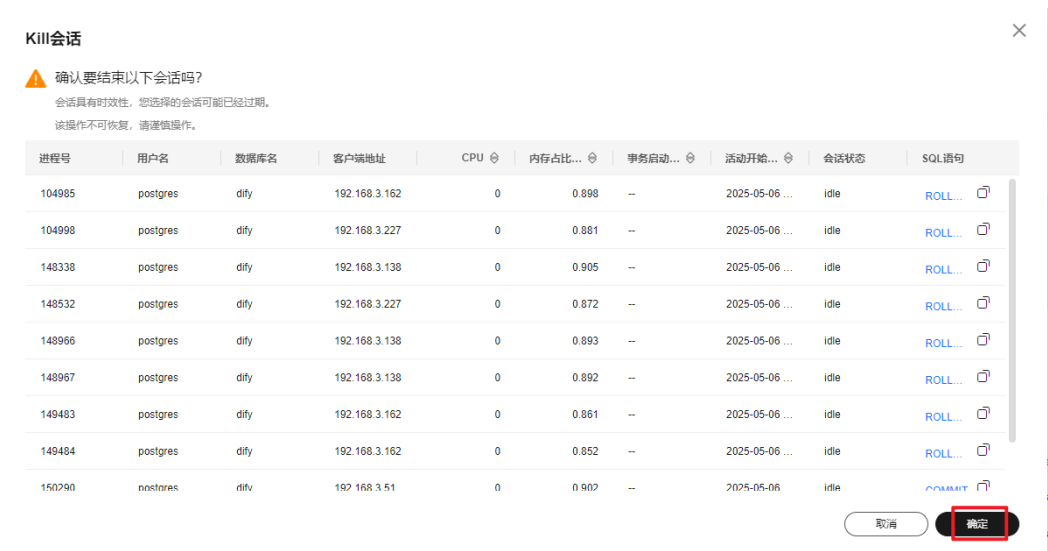 Kill会话
确认要结束以下会话吗?
会话具有时效性，您选择的会话可能已经过期。
该操作不可恢复，请谨慎操作。
进程号 用户名 数据库名 客户端地址 CPU 内存占比... 事务启动... 活动开始... 会话状态 SQL语句
104985 postgres dify 192.168.3.162 0 0.898 -- 2025-05-06 ... idle ROLL...
104998 postgres dify 192.168.3.227 0 0.881 -- 2025-05-06 ... idle ROLL...
148338 postgres dify 192.168.3.138 0 0.905 -- 2025-05-06 ... idle ROLL...
148532 postgres dify 192.168.3.227 0 0.872 -- 2025-05-06 ... idle ROLL...
148966 postgres dify 192.168.3.138 0 0.893 -- 2025-05-06 ... idle ROLL...
148967 postgres dify 192.168.3.138 0 0.892 -- 2025-05-06 ... idle ROLL...
149483 postgres dify 192.168.3.162 0 0.861 -- 2025-05-06 ... idle ROLL...
149484 postgres dify 192.168.3.162 0 0.852 -- 2025-05-06 ... idle ROLL...
150290 postgres dify 192.168.3.51 0 0.902 -- 2025-05-06 idle COMMIT
取消 确定